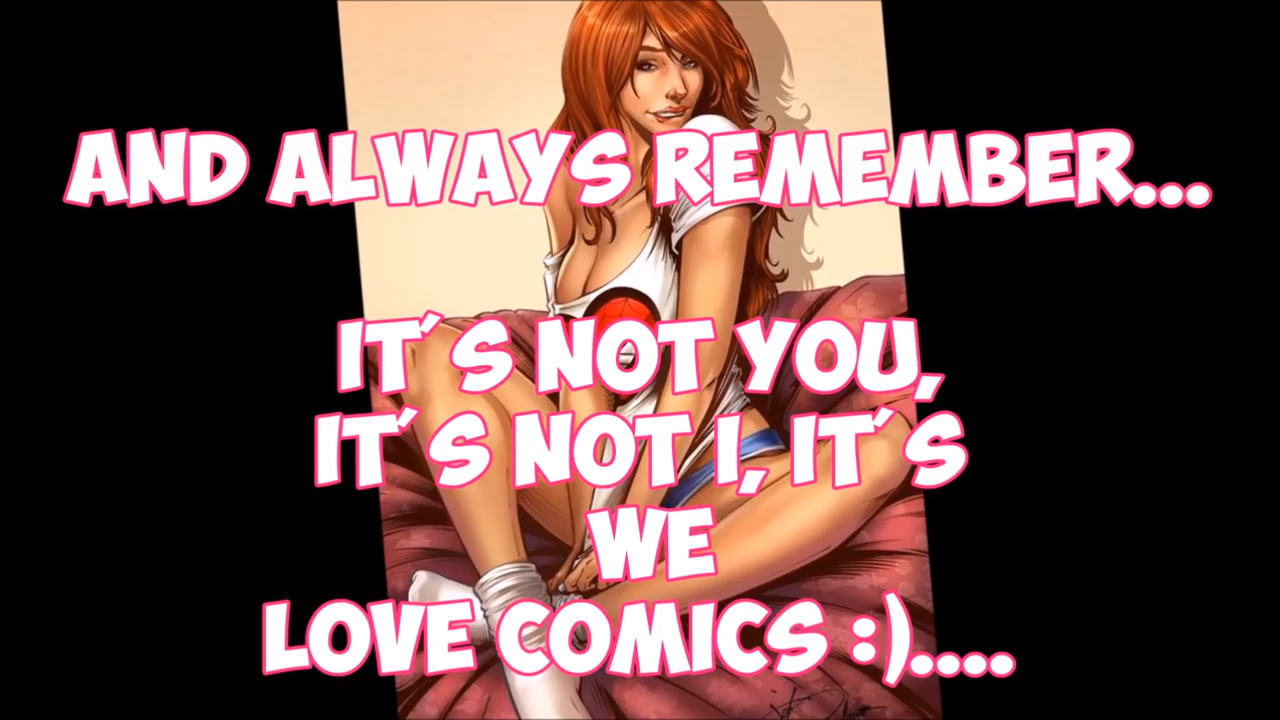 AND ALWAYS REMEMBER...
IT'S NOT YOU,
IT'S NOT I, IT'S
WE
LOVE COMICS :)....